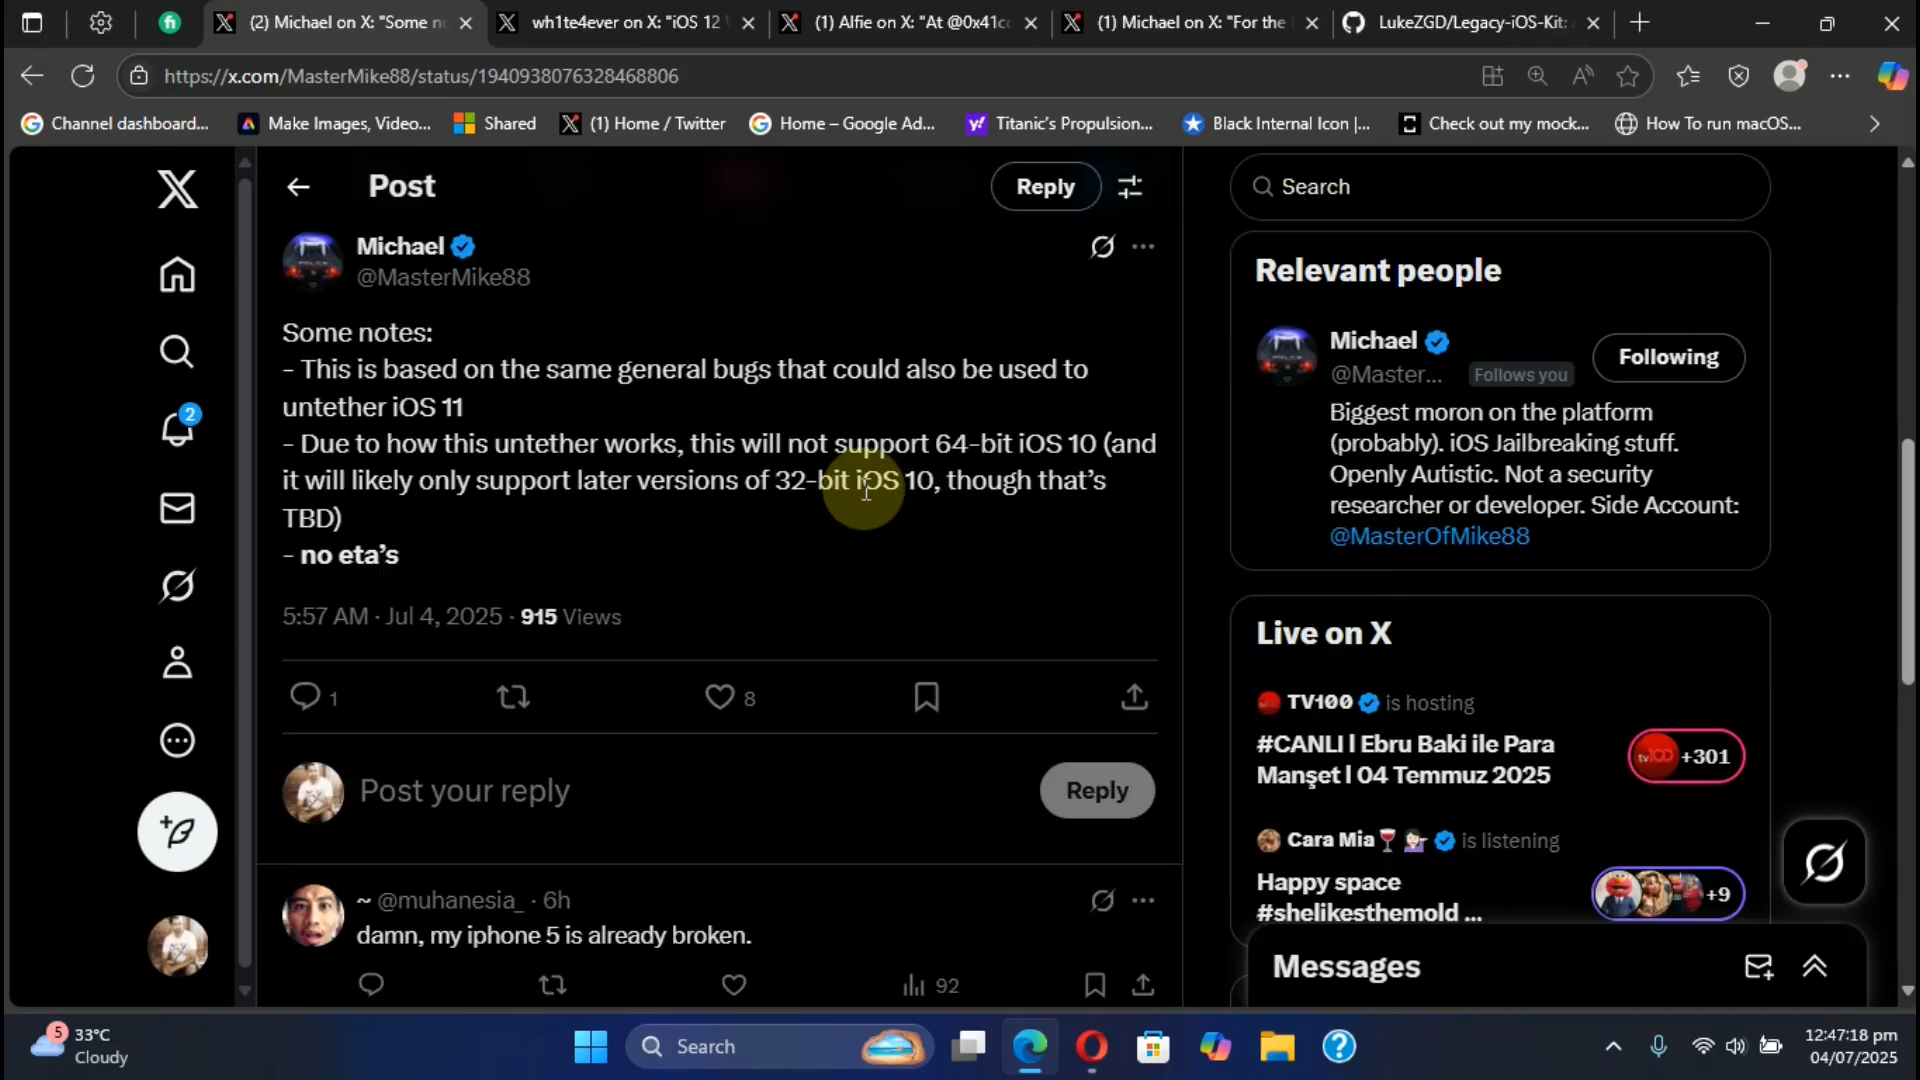 (2) Michael on X: "Some n
wh1te4ever on X: "iOS 12
(1) Alfie on X: "At @0x41c
(1) Michael on X: "For the
LukeZGD/Legacy-iOS-Kit:
https://x.com/MasterMike88/status/1940938076328468806
Channel dashboard...
Make Images, Video...
Shared
(1) Home / Twitter
Home – Google Ad...
Titanic's Propulsion...
Black Internal Icon |...
Check out my mock...
How To run macOS...
Post
Reply
Michael
@MasterMike88
Some notes:
- This is based on the same general bugs that could also be used to
untether iOS 11
- Due to how this untether works, this will not support 64-bit iOS 10 (and
it will likely only support later versions of 32-bit iOS 10, though that's
TBD)
- no eta's
5:57 AM · Jul 4, 2025 · 915 Views
1
8
Post your reply
Reply
~ @muhanesia_ · 6h
damn, my iphone 5 is already broken.
92
2
Search
Relevant people
Michael
@Master...
Follows you
Following
Biggest moron on the platform
(probably). iOS Jailbreaking stuff.
Openly Autistic. Not a security
researcher or developer. Side Account:
@MasterOfMike88
Live on X
TV100 is hosting
#CANLI l Ebru Baki ile Para
Manşet l 04 Temmuz 2025
tv100
+301
Cara Mia is listening
Happy space
#shelikesthemold ...
+9
Messages
5
33°C
Cloudy
Search
12:47:18 pm
04/07/2025